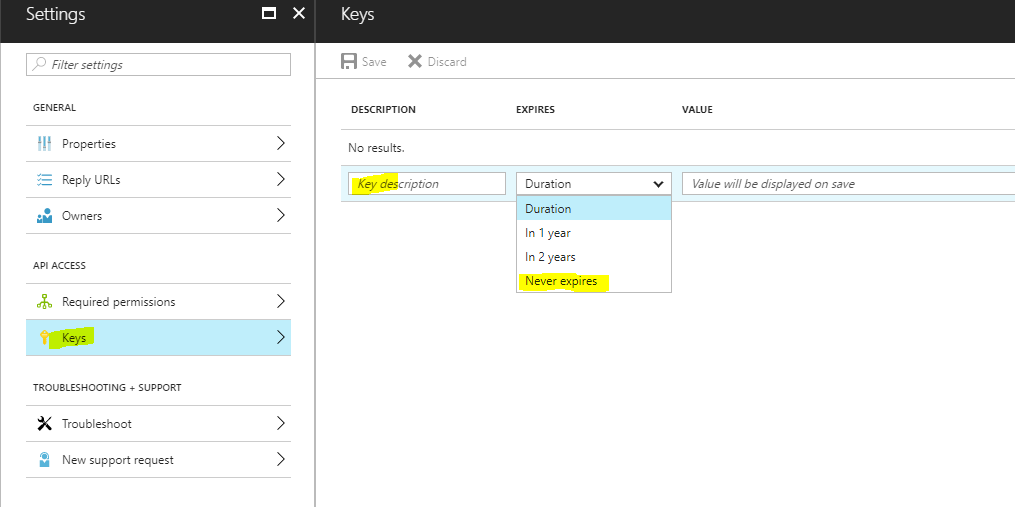 Settings
Filter settings
GENERAL
Properties
Reply URLs
Owners
API ACCESS
Required permissions
Keys
TROUBLESHOOTING + SUPPORT
Troubleshoot
New support request
Keys
Save Discard
DESCRIPTION EXPIRES VALUE
No results.
Key description Duration Value will be displayed on save
Duration
In 1 year
In 2 years
Never expires